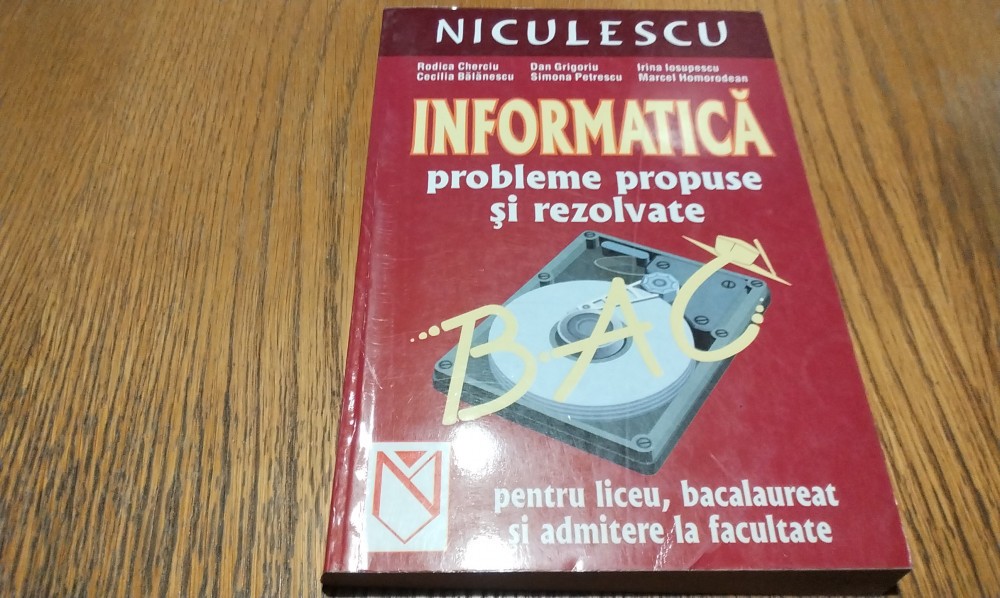 NICULESCU
Rodica Cherciu Dan Grigoriu Irina Iosupescu
Cecilia Bălănescu Simona Petrescu Marcel Homorodean
INFORMATICĂ
probleme propuse
şi rezolvate
BAC
pentru liceu, bacalaureat
si admitere la facultate